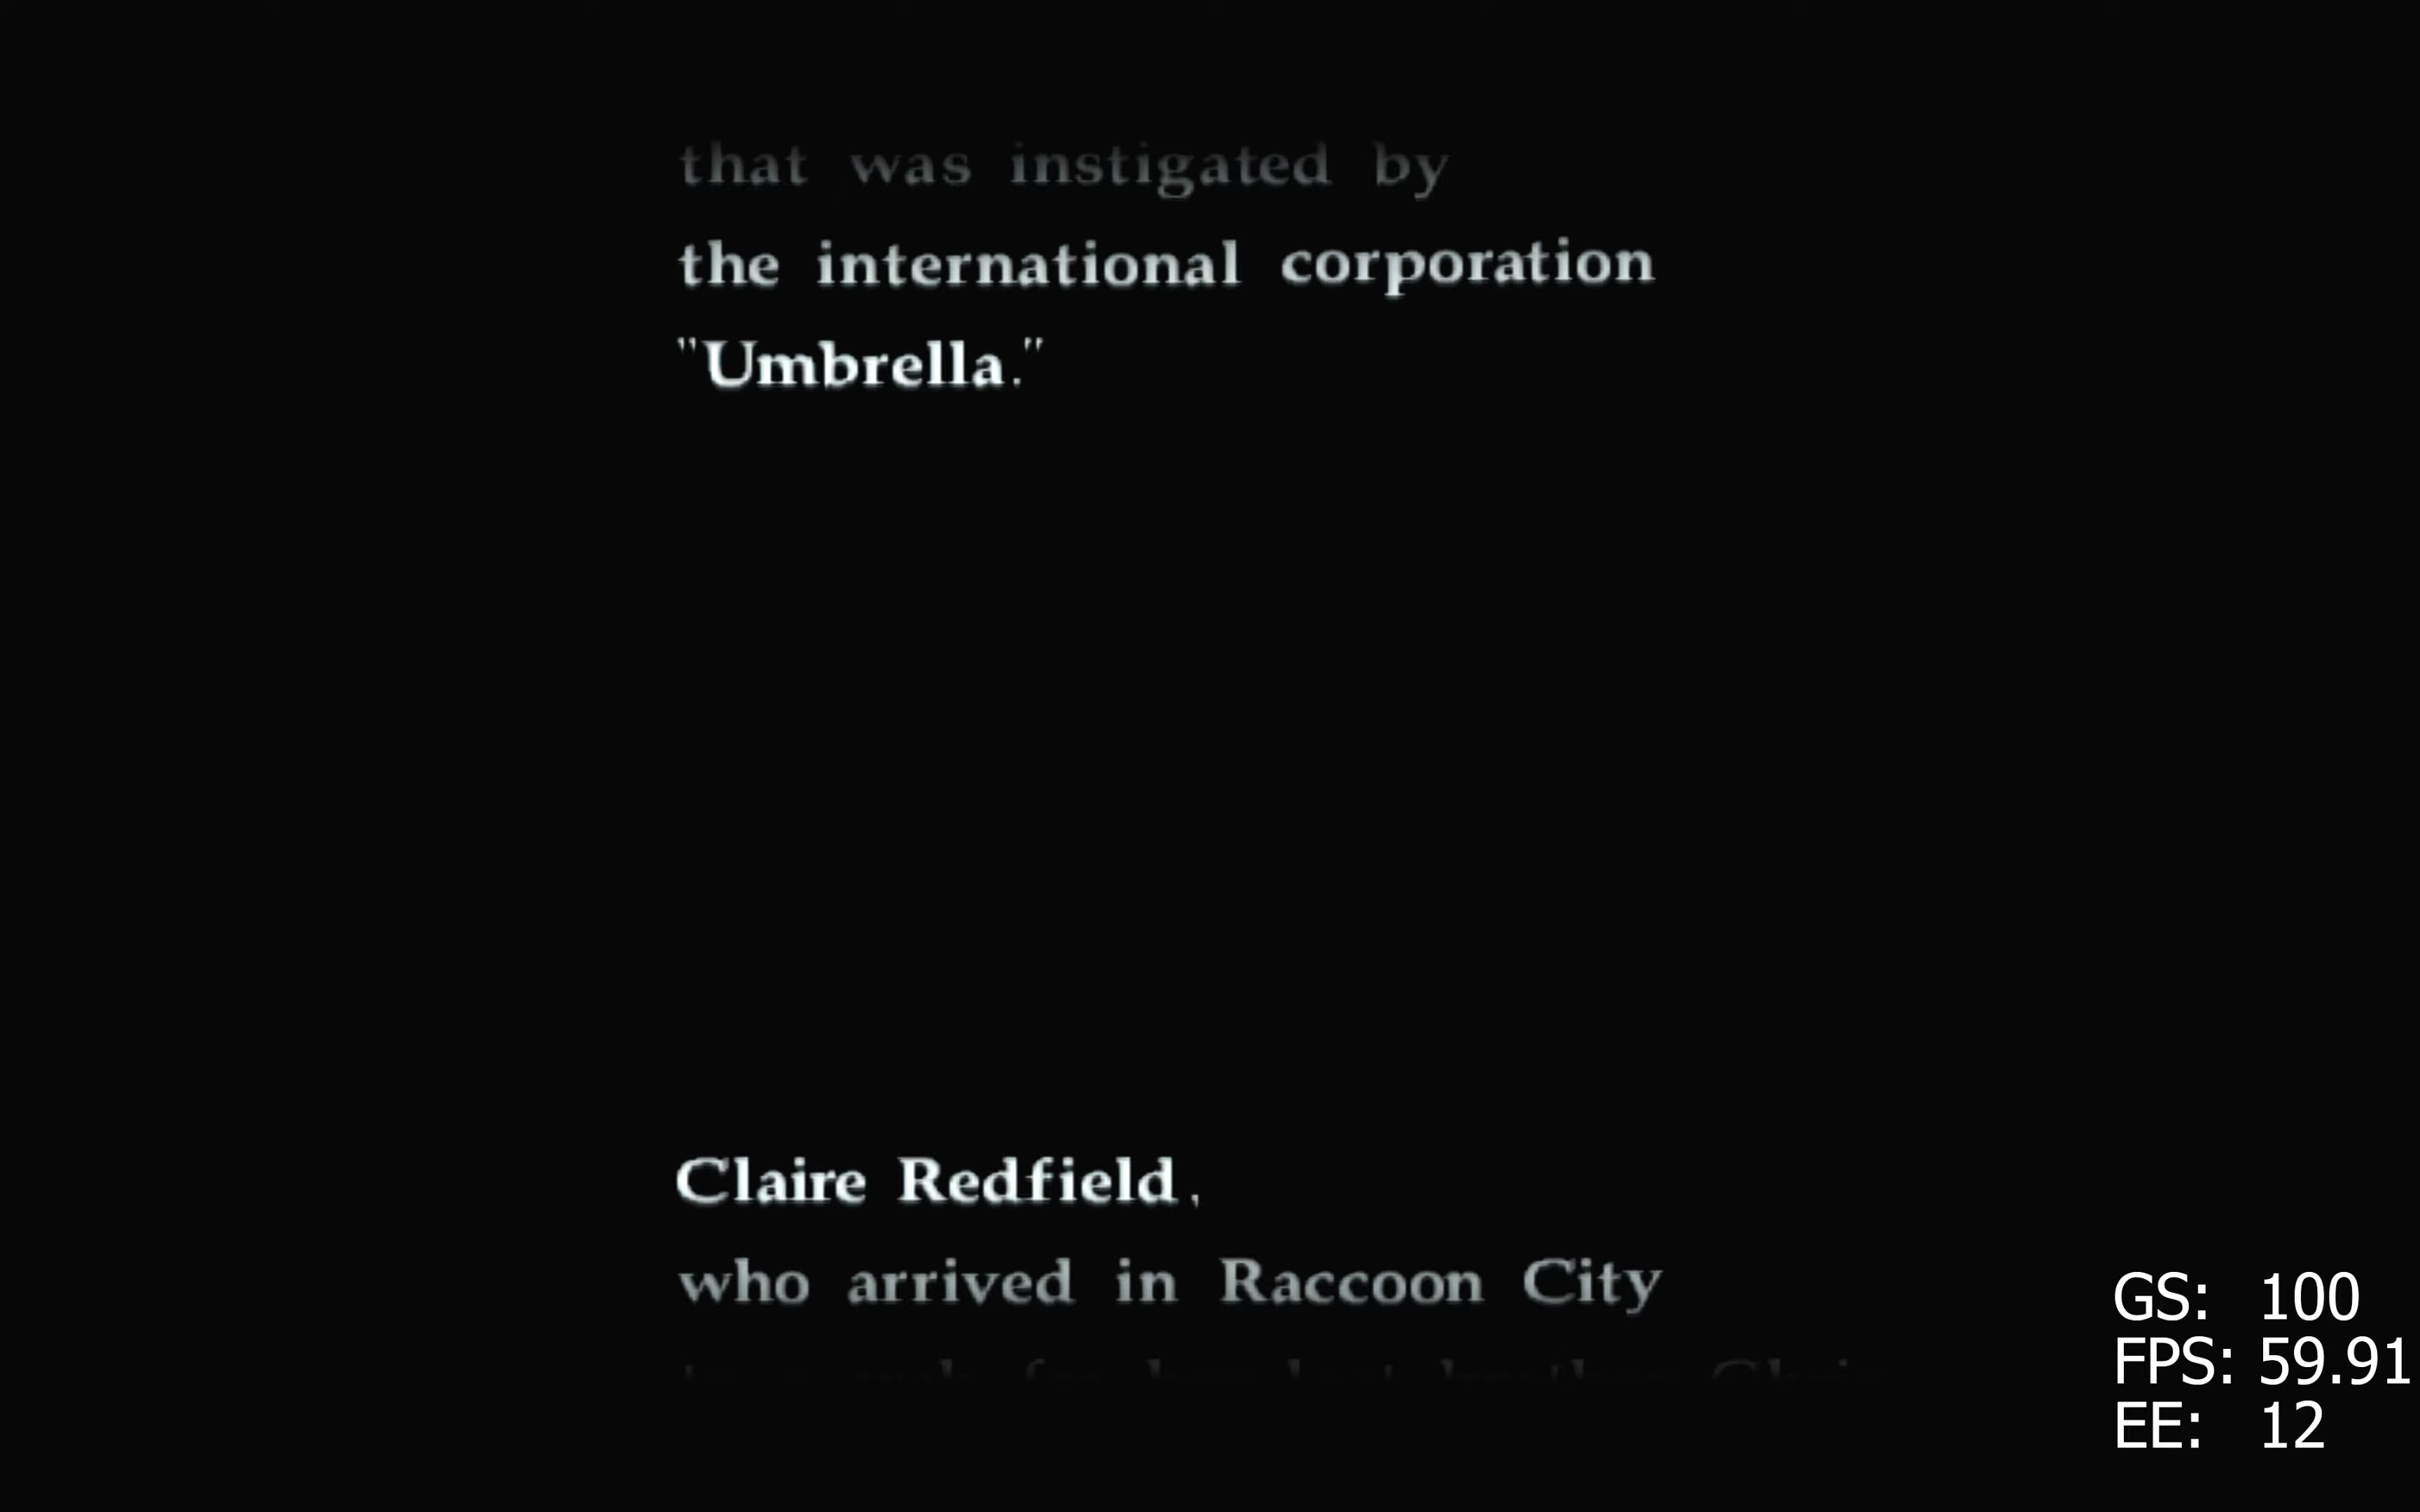 that was instigated by
the international corporation
"Umbrella."
Claire Redfield,
who arrived in Raccoon City
GS: 100
FPS: 59.91
EE: 12